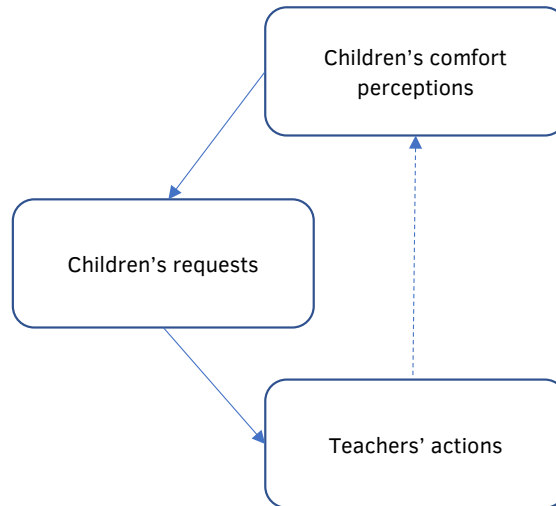 Children’s comfort
perceptions
Children’s requests
Teachers’ actions